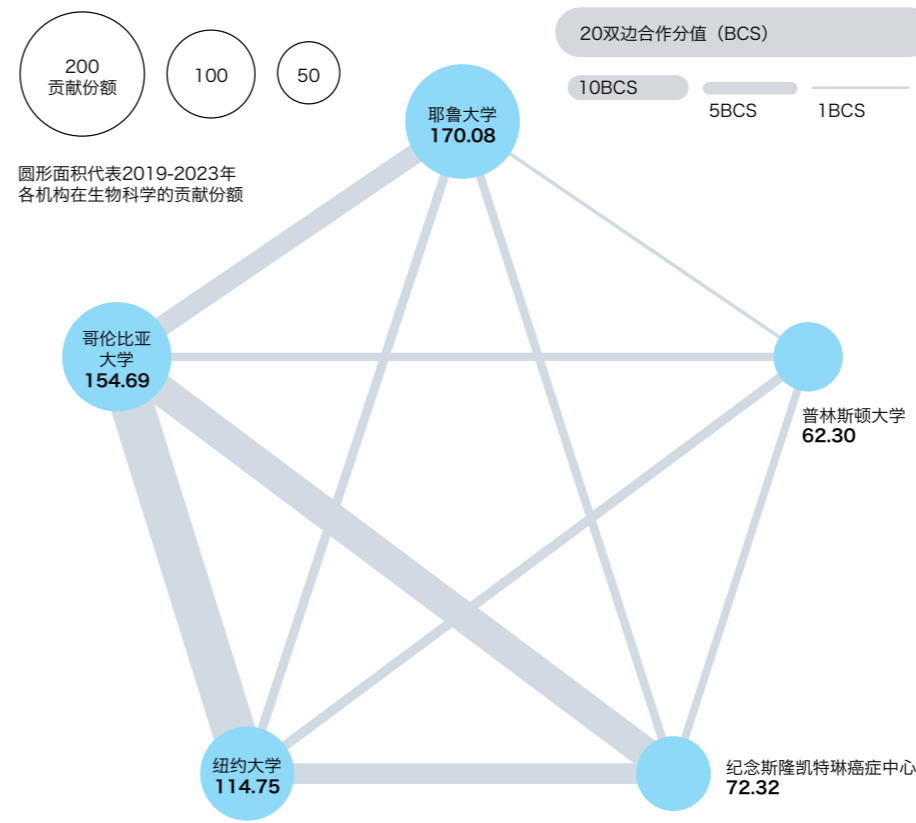 200
贡献份额
100
50
圆形面积代表2019-2023年
各机构在生物科学的贡献份额
20双边合作分值（BCS）
10BCS
5BCS
1BCS
耶鲁大学
170.08
哥伦比亚
大学
154.69
普林斯顿大学
62.30
纽约大学
114.75
纪念斯隆凯特琳癌症中心
72.32